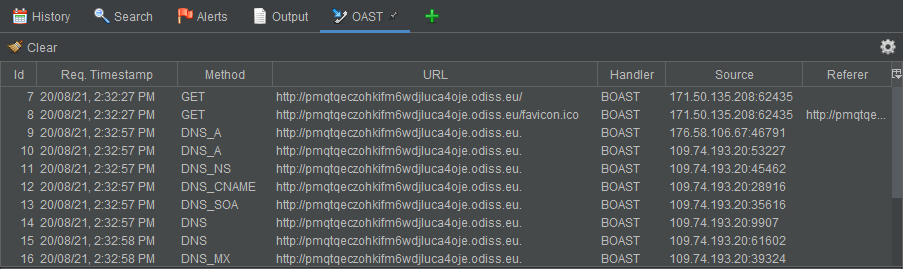 History Search Alerts Output OAST
Clear
Id Req. Timestamp Method URL Handler Source Referer
7 20/08/21, 2:32:27 PM GET http://pmqtqeczohkifm6wdjluca4oje.odiss.eu/ BOAST 171.50.135.208:62435
8 20/08/21, 2:32:27 PM GET http://pmqtqeczohkifm6wdjluca4oje.odiss.eu/favicon.ico BOAST 171.50.135.208:62435 http://pmqtqe...
9 20/08/21, 2:32:57 PM DNS_A http://pmqtqeczohkifm6wdjluca4oje.odiss.eu. BOAST 176.58.106.67:46791
10 20/08/21, 2:32:57 PM DNS_A http://pmqtqeczohkifm6wdjluca4oje.odiss.eu. BOAST 109.74.193.20:53227
11 20/08/21, 2:32:57 PM DNS_NS http://pmqtqeczohkifm6wdjluca4oje.odiss.eu. BOAST 109.74.193.20:45462
12 20/08/21, 2:32:57 PM DNS_CNAME http://pmqtqeczohkifm6wdjluca4oje.odiss.eu. BOAST 109.74.193.20:28916
13 20/08/21, 2:32:57 PM DNS_SOA http://pmqtqeczohkifm6wdjluca4oje.odiss.eu. BOAST 109.74.193.20:35616
14 20/08/21, 2:32:57 PM DNS http://pmqtqeczohkifm6wdjluca4oje.odiss.eu. BOAST 109.74.193.20:9907
15 20/08/21, 2:32:58 PM DNS http://pmqtqeczohkifm6wdjluca4oje.odiss.eu. BOAST 109.74.193.20:61602
16 20/08/21, 2:32:58 PM DNS_MX http://pmqtqeczohkifm6wdjluca4oje.odiss.eu. BOAST 109.74.193.20:39324